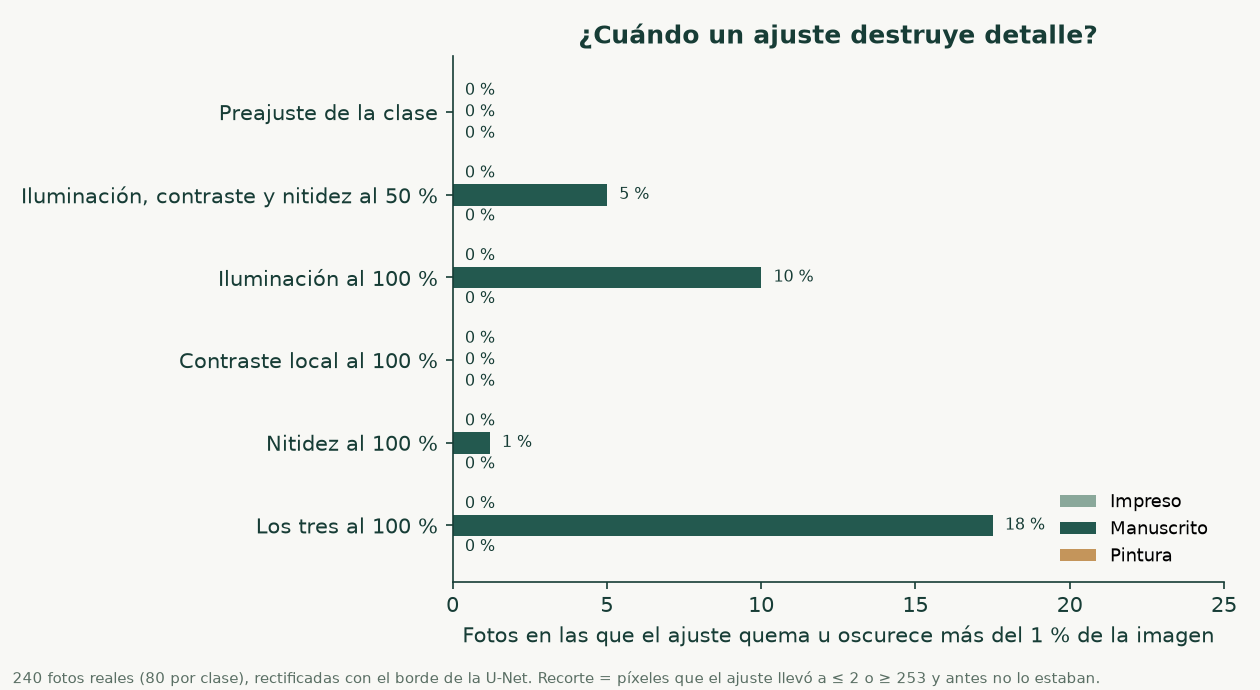 ¿Cuándo un ajuste destruye detalle?
0 %
Preajuste de la clase
0 %
0 %
0 %
Iluminación, contraste y nitidez al 50 %
5 %
0 %
0 %
Iluminación al 100 %
10 %
0 %
0 %
Contraste local al 100 %
0 %
0 %
0 %
Nitidez al 100 %
1 %
0 %
0 %
Los tres al 100 %
18 %
0 %
Impreso
Manuscrito
Pintura
0 5 10 15 20 25
Fotos en las que el ajuste quema u oscurece más del 1 % de la imagen
240 fotos reales (80 por clase), rectificadas con el borde de la U-Net. Recorte = píxeles que el ajuste llevó a ≤ 2 o ≥ 253 y antes no lo estaban.